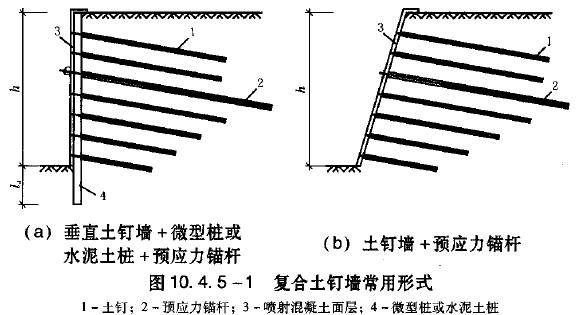 3
1
2
h
l_d
4
(a) 垂直土钉墙+微型桩或
水泥土桩+预应力锚杆
3
1
2
h
(b) 土钉墙+预应力锚杆
图10.4.5-1 复合土钉墙常用形式
1-土钉；2-预应力锚杆；3-喷射混凝土面层；4-微型桩或水泥土桩